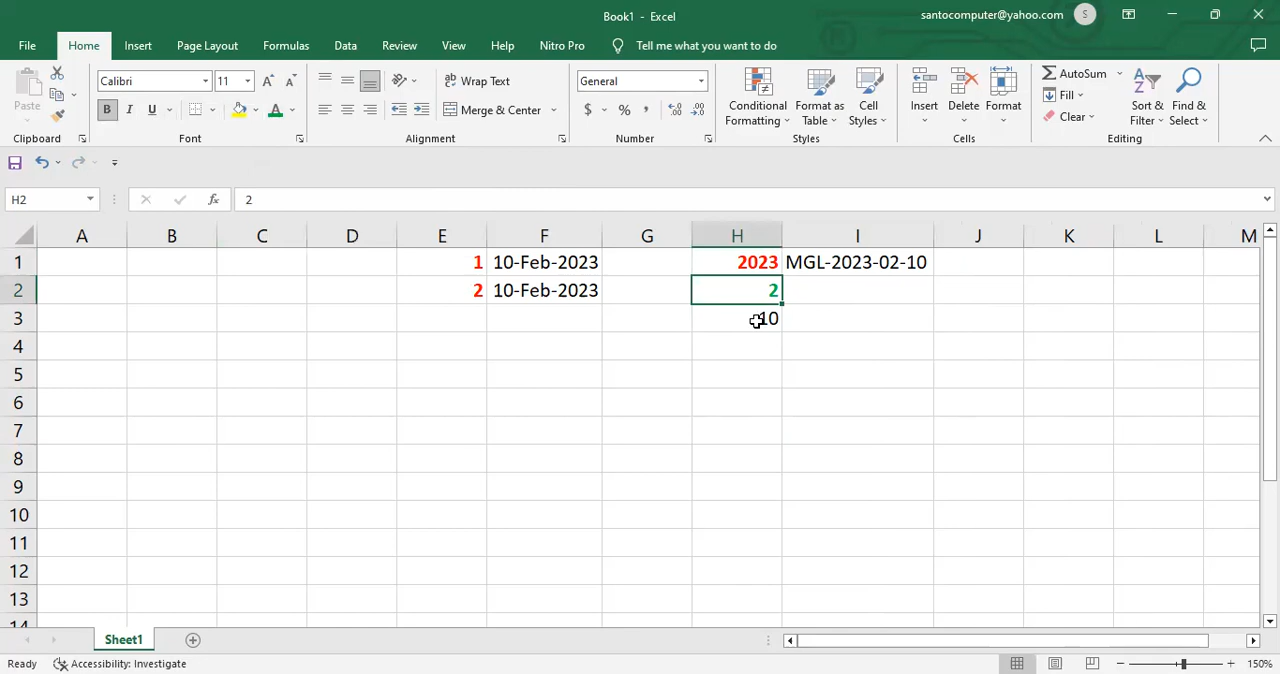 Book1 - Excel
santocomputer@yahoo.com S
File Home Insert Page Layout Formulas Data Review View Help Nitro Pro Tell me what you want to do
Paste
Calibri 11 A A
B I U A
Wrap Text
Merge & Center
General
$ % ,
Conditional Formatting
Format as Table
Cell Styles
Insert Delete Format
AutoSum
Fill
Clear
Sort & Filter
Find & Select
Clipboard Font Alignment Number Styles Cells Editing
H2 fx 2
A B C D E F G H I J K L M
1 1 10-Feb-2023 2023 MGL-2023-02-10
2 2 10-Feb-2023 2
3 10
4
5
6
7
8
9
10
11
12
13
14
Sheet1
Ready Accessibility: Investigate 150%